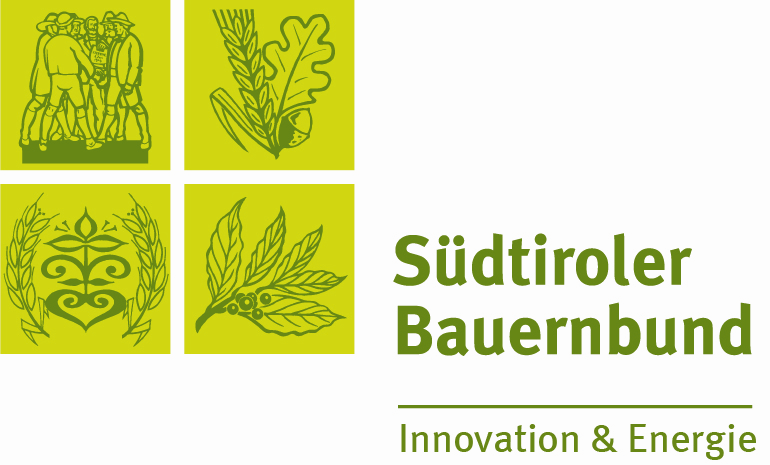 Südtiroler
Bauernbund
Innovation & Energie